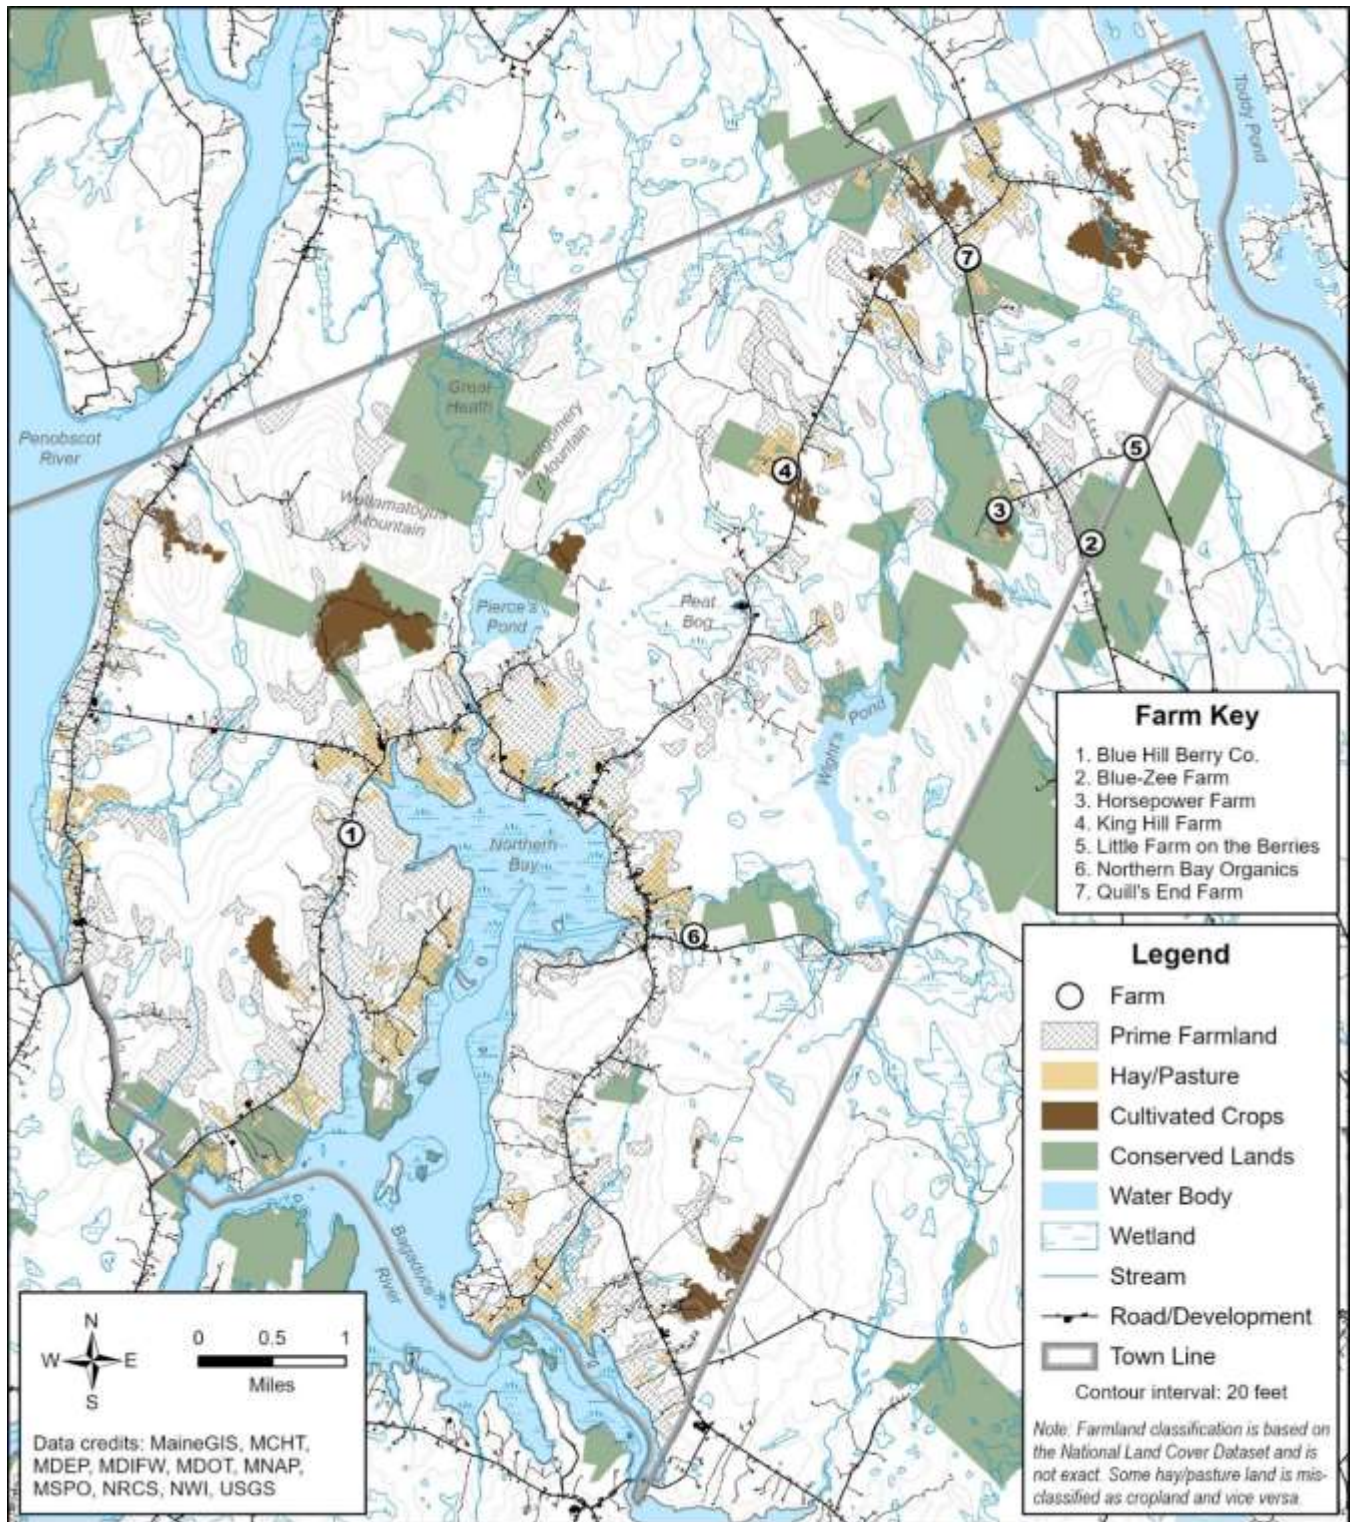 Toddy Pond
7
Great
Heath
Montgomery
Mountain
Penobscot
River
5
4
Wallamatogus
Mountain
3
2
Pierce's
Pond
Peat
Bog
Wight's Pond
Farm Key
1. Blue Hill Berry Co.
2. Blue-Zee Farm
3. Horsepower Farm
4. King Hill Farm
5. Little Farm on the Berries
6. Northern Bay Organics
7. Quill's End Farm
1
Northern
Bay
6
Legend
Farm
Prime Farmland
Hay/Pasture
Cultivated Crops
Conserved Lands
Water Body
Wetland
Stream
Road/Development
Town Line
Contour interval: 20 feet
Note: Farmland classification is based on
the National Land Cover Dataset and is
not exact. Some hay/pasture land is mis-
classified as cropland and vice versa.
Bagaduce
River
N
W E
S
0 0.5 1
Miles
Data credits: MaineGIS, MCHT,
MDEP, MDIFW, MDOT, MNAP,
MSPO, NRCS, NWI, USGS